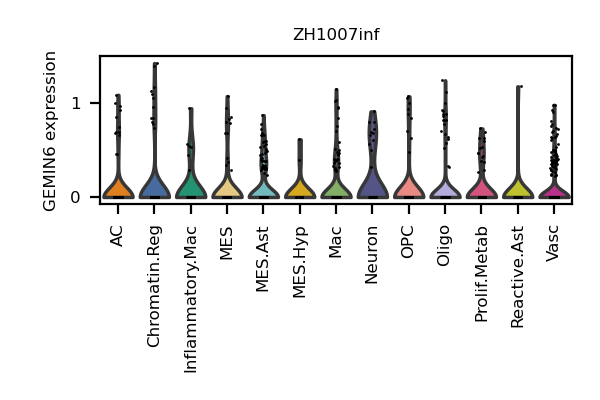 ZH1007inf
GEMIN6 expression
1
0
AC
Chromatin.Reg
Inflammatory.Mac
MES
MES.Ast
MES.Hyp
Mac
Neuron
OPC
Oligo
Prolif.Metab
Reactive.Ast
Vasc